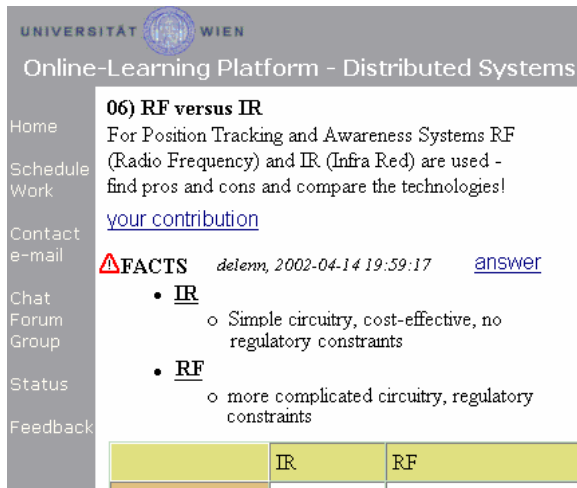 UNIVERSITÄT WIEN
Online-Learning Platform - Distributed Systems
Home
Schedule
Work
Contact
e-mail
Chat
Forum
Group
Status
Feedback
06) RF versus IR
For Position Tracking and Awareness Systems RF
(Radio Frequency) and IR (Infra Red) are used -
find pros and cons and compare the technologies!
your contribution
FACTS delenn, 2002-04-14 19:59:17 answer
• IR
o Simple circuitry, cost-effective, no
regulatory constraints
• RF
o more complicated circuitry, regulatory
constraints
IR RF